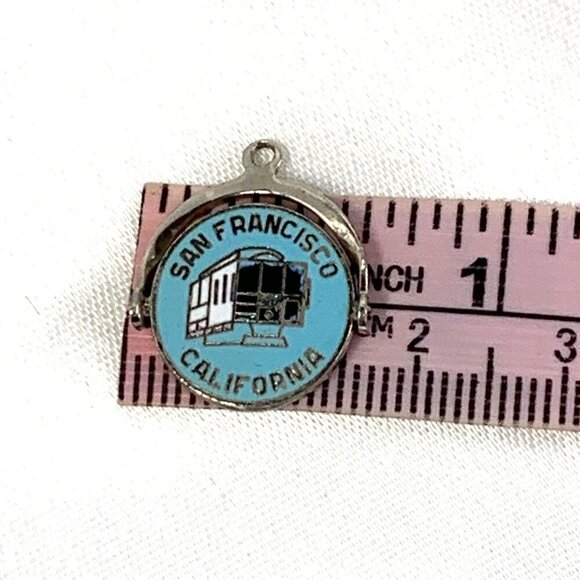 SAN FRANCISCO
CALIFORNIA
NCH 1
CM 2 3